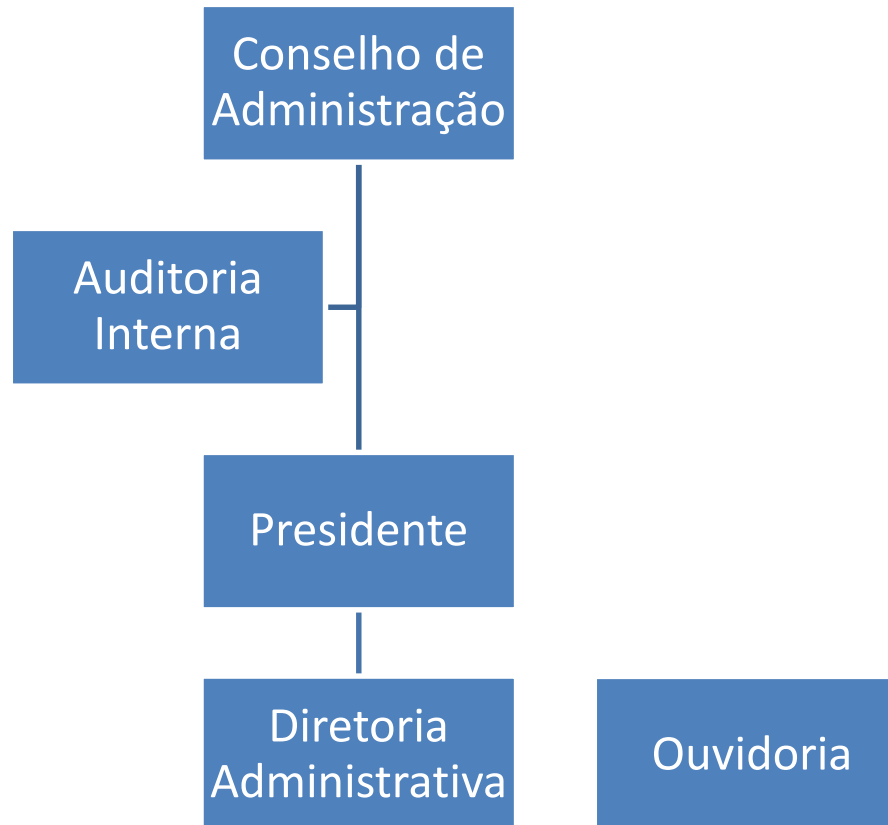 Conselho de
Administração
Auditoria
Interna
Presidente
Diretoria
Administrativa
Ouvidoria